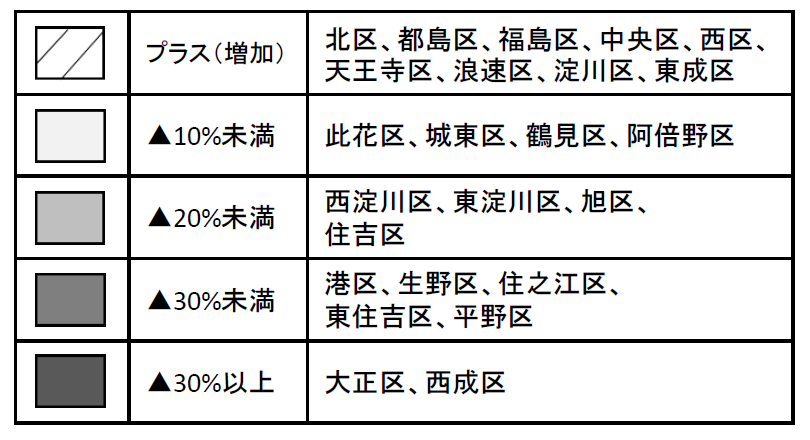 プラス（増加）
北区、都島区、福島区、中央区、西区、
天王寺区、浪速区、淀川区、東成区
▲10%未満
此花区、城東区、鶴見区、阿倍野区
▲20%未満
西淀川区、東淀川区、旭区、
住吉区
▲30%未満
港区、生野区、住之江区、
東住吉区、平野区
▲30%以上
大正区、西成区